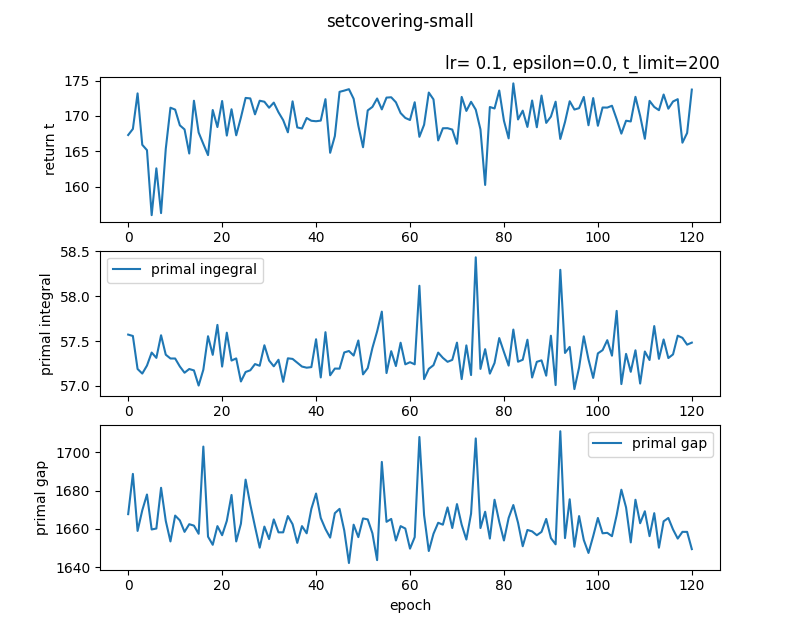 setcovering-small
lr= 0.1, epsilon=0.0, t_limit=200
175
170
165
160
return t
0 20 40 60 80 100 120
58.5
58.0
57.5
57.0
primal integral
primal ingegral
0 20 40 60 80 100 120
1700
1680
1660
1640
primal gap
primal gap
0 20 40 60 80 100 120
epoch